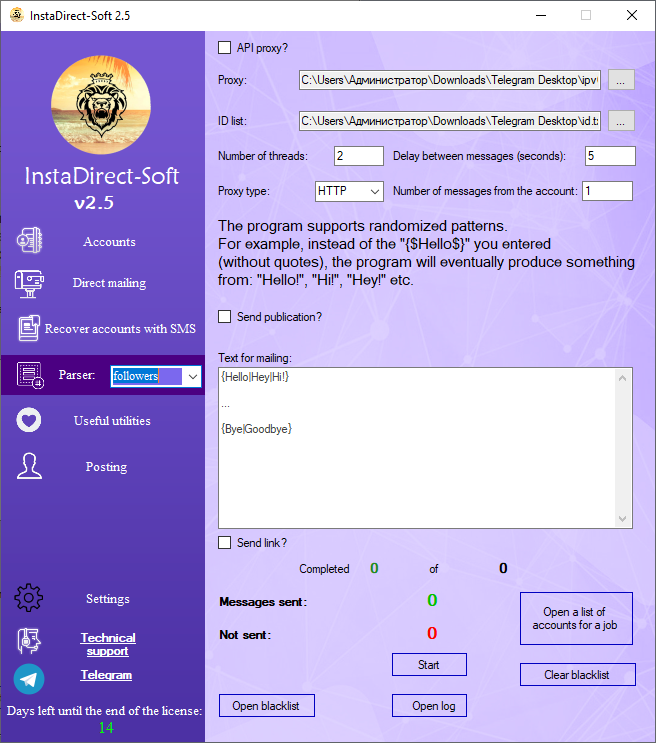 InstaDirect-Soft 2.5
InstaDirect-Soft
v2.5
Accounts
Direct mailing
Recover accounts with SMS
Parser: followers
Useful utilities
Posting
Settings
Technical
support
Telegram
Days left until the end of the license:
14
API proxy?
Proxy: C:\Users\Администратор\Downloads\Telegram Desktop\ipv ...
ID list: C:\Users\Администратор\Downloads\Telegram Desktop\id.t ...
Number of threads: 2 Delay between messages (seconds): 5
Proxy type: HTTP Number of messages from the account: 1
The program supports randomized patterns.
For example, instead of the "{$Hello$}" you entered
(without quotes), the program will eventually produce something
from: "Hello!", "Hi!", "Hey!" etc.
Send publication?
Text for mailing:
{Hello|Hey|Hi!}
...
{Bye|Goodbye}
Send link?
Completed 0 of 0
Messages sent: 0
Not sent: 0
Open a list of
accounts for a job
Start
Clear blacklist
Open blacklist
Open log